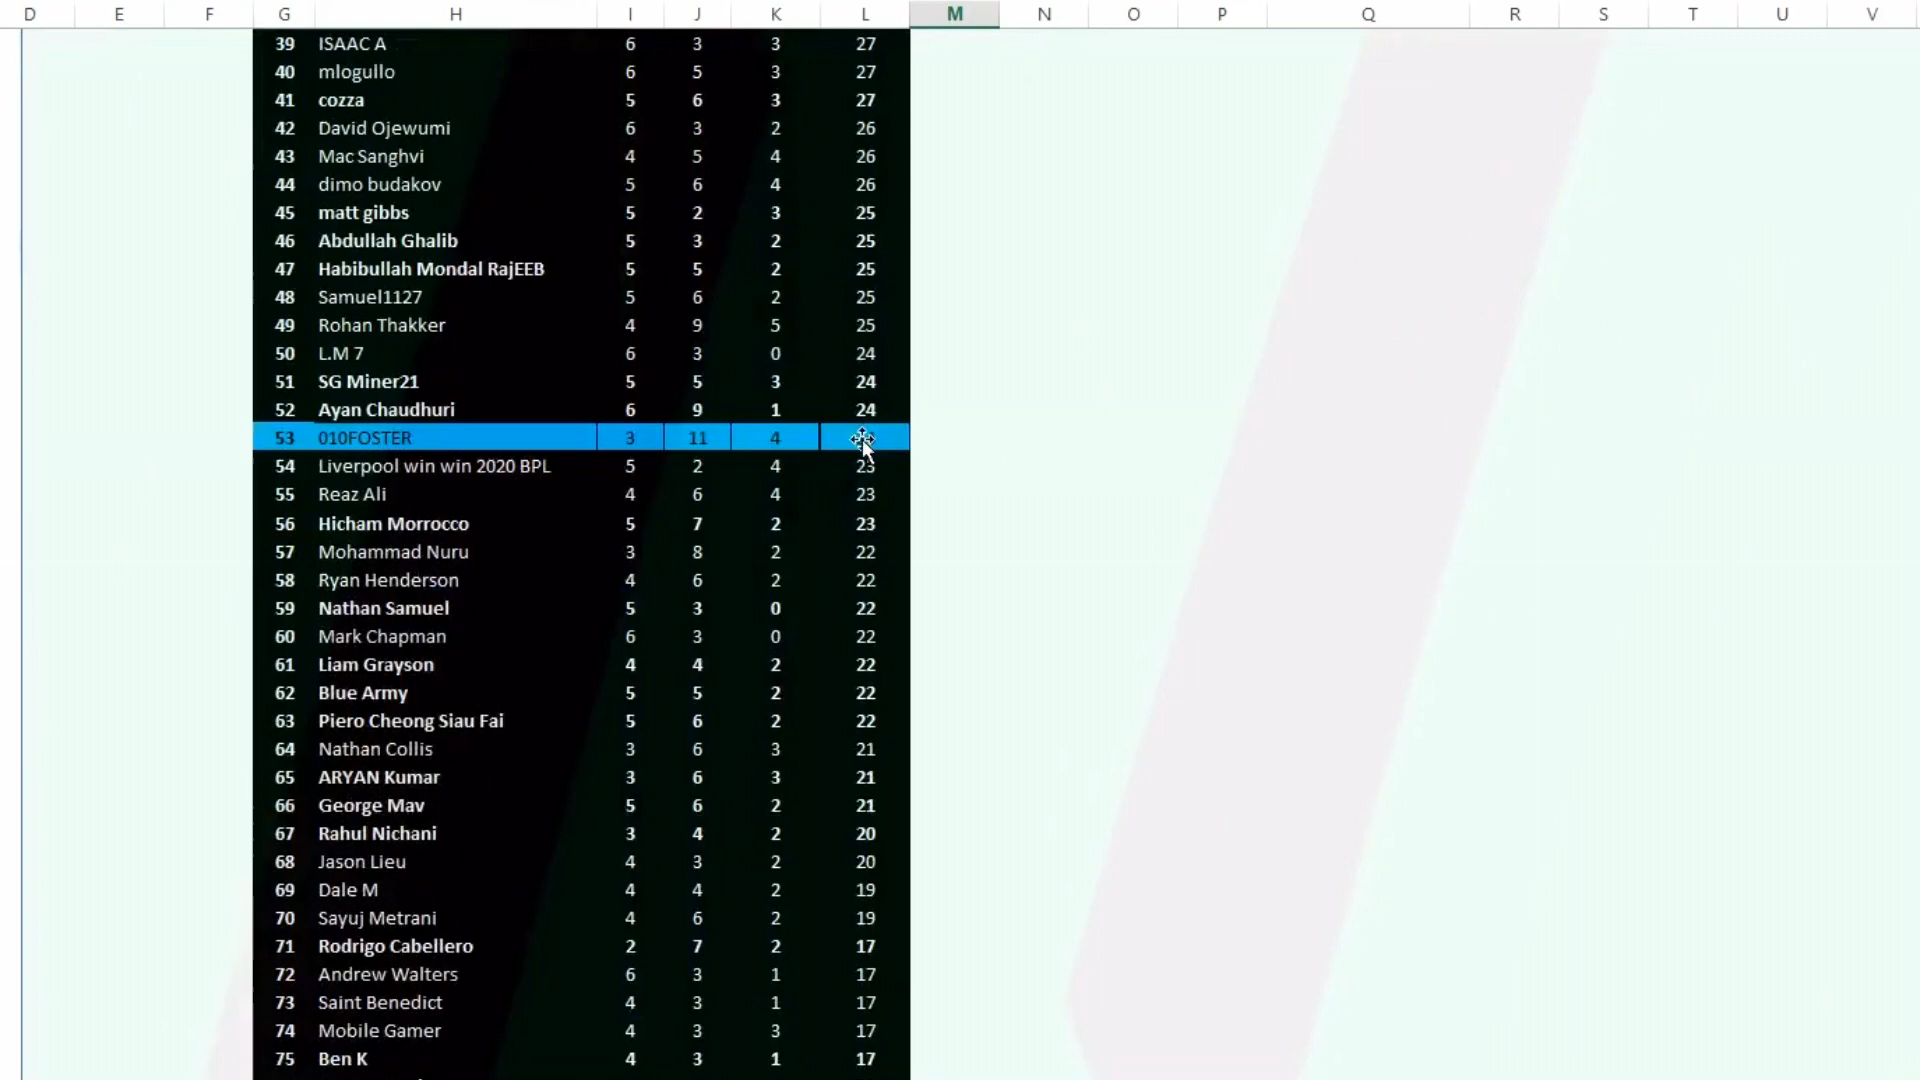 D E F G H I J K L M N O P Q R S T U V
39 ISAAC A 6 3 3 27
40 mlogullo 6 5 3 27
41 cozza 5 6 3 27
42 David Ojewumi 6 3 2 26
43 Mac Sanghvi 4 5 4 26
44 dimo budakov 5 6 4 26
45 matt gibbs 5 2 3 25
46 Abdullah Ghalib 5 3 2 25
47 Habibullah Mondal RajEEB 5 5 2 25
48 Samuel1127 5 6 2 25
49 Rohan Thakker 4 9 5 25
50 L.M 7 6 3 0 24
51 SG Miner21 5 5 3 24
52 Ayan Chaudhuri 6 9 1 24
53 010FOSTER 3 11 4
54 Liverpool win win 2020 BPL 5 2 4 23
55 Reaz Ali 4 6 4 23
56 Hicham Morrocco 5 7 2 23
57 Mohammad Nuru 3 8 2 22
58 Ryan Henderson 4 6 2 22
59 Nathan Samuel 5 3 0 22
60 Mark Chapman 6 3 0 22
61 Liam Grayson 4 4 2 22
62 Blue Army 5 5 2 22
63 Piero Cheong Siau Fai 5 6 2 22
64 Nathan Collis 3 6 3 21
65 ARYAN Kumar 3 6 3 21
66 George Mav 5 6 2 21
67 Rahul Nichani 3 4 2 20
68 Jason Lieu 4 3 2 20
69 Dale M 4 4 2 19
70 Sayuj Metrani 4 6 2 19
71 Rodrigo Cabellero 2 7 2 17
72 Andrew Walters 6 3 1 17
73 Saint Benedict 4 3 1 17
74 Mobile Gamer 4 3 3 17
75 Ben K 4 3 1 17